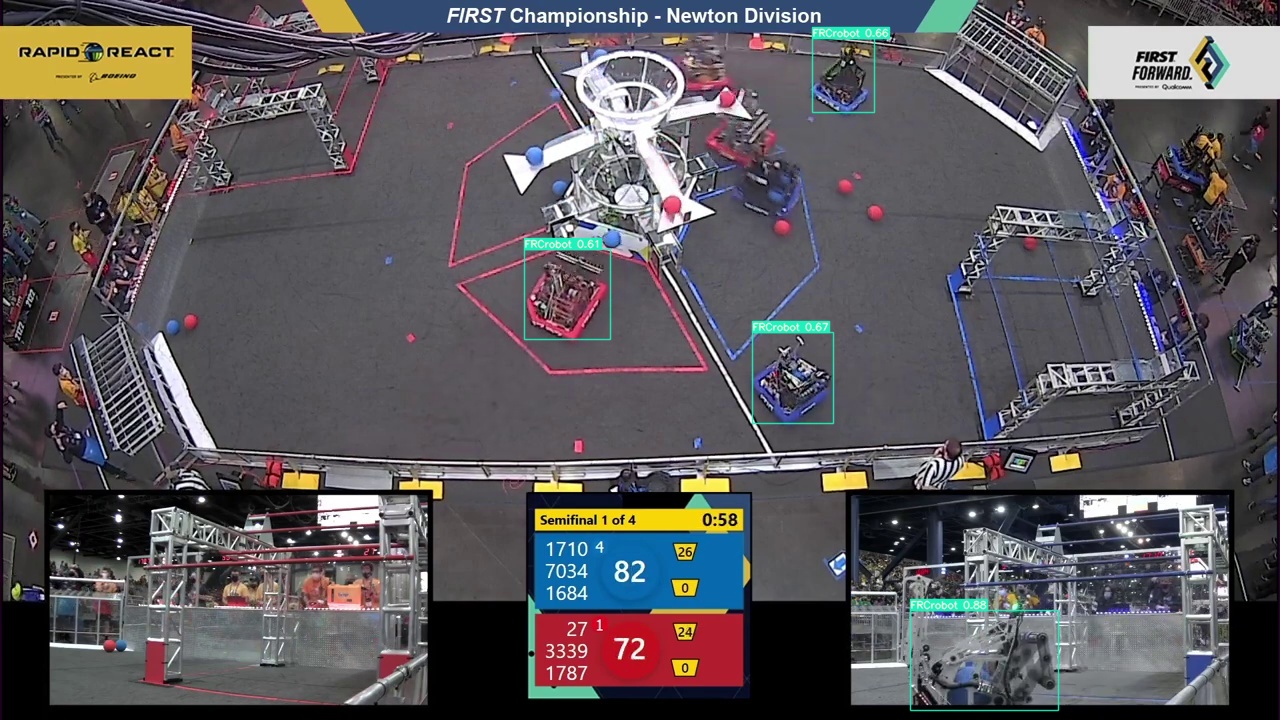 FIRST Championship - Newton Division
RAPID REACT
PRESENTED BY BOEING
FIRST
FORWARD.
PRESENTED BY Qualcomm
FRCrobot 0.66
FRCrobot 0.61
FRCrobot 0.67
FRCrobot 0.88
Semifinal 1 of 4 0:58
1710 4
7034
1684
82
26
0
27 1
3339
1787
72
24
0